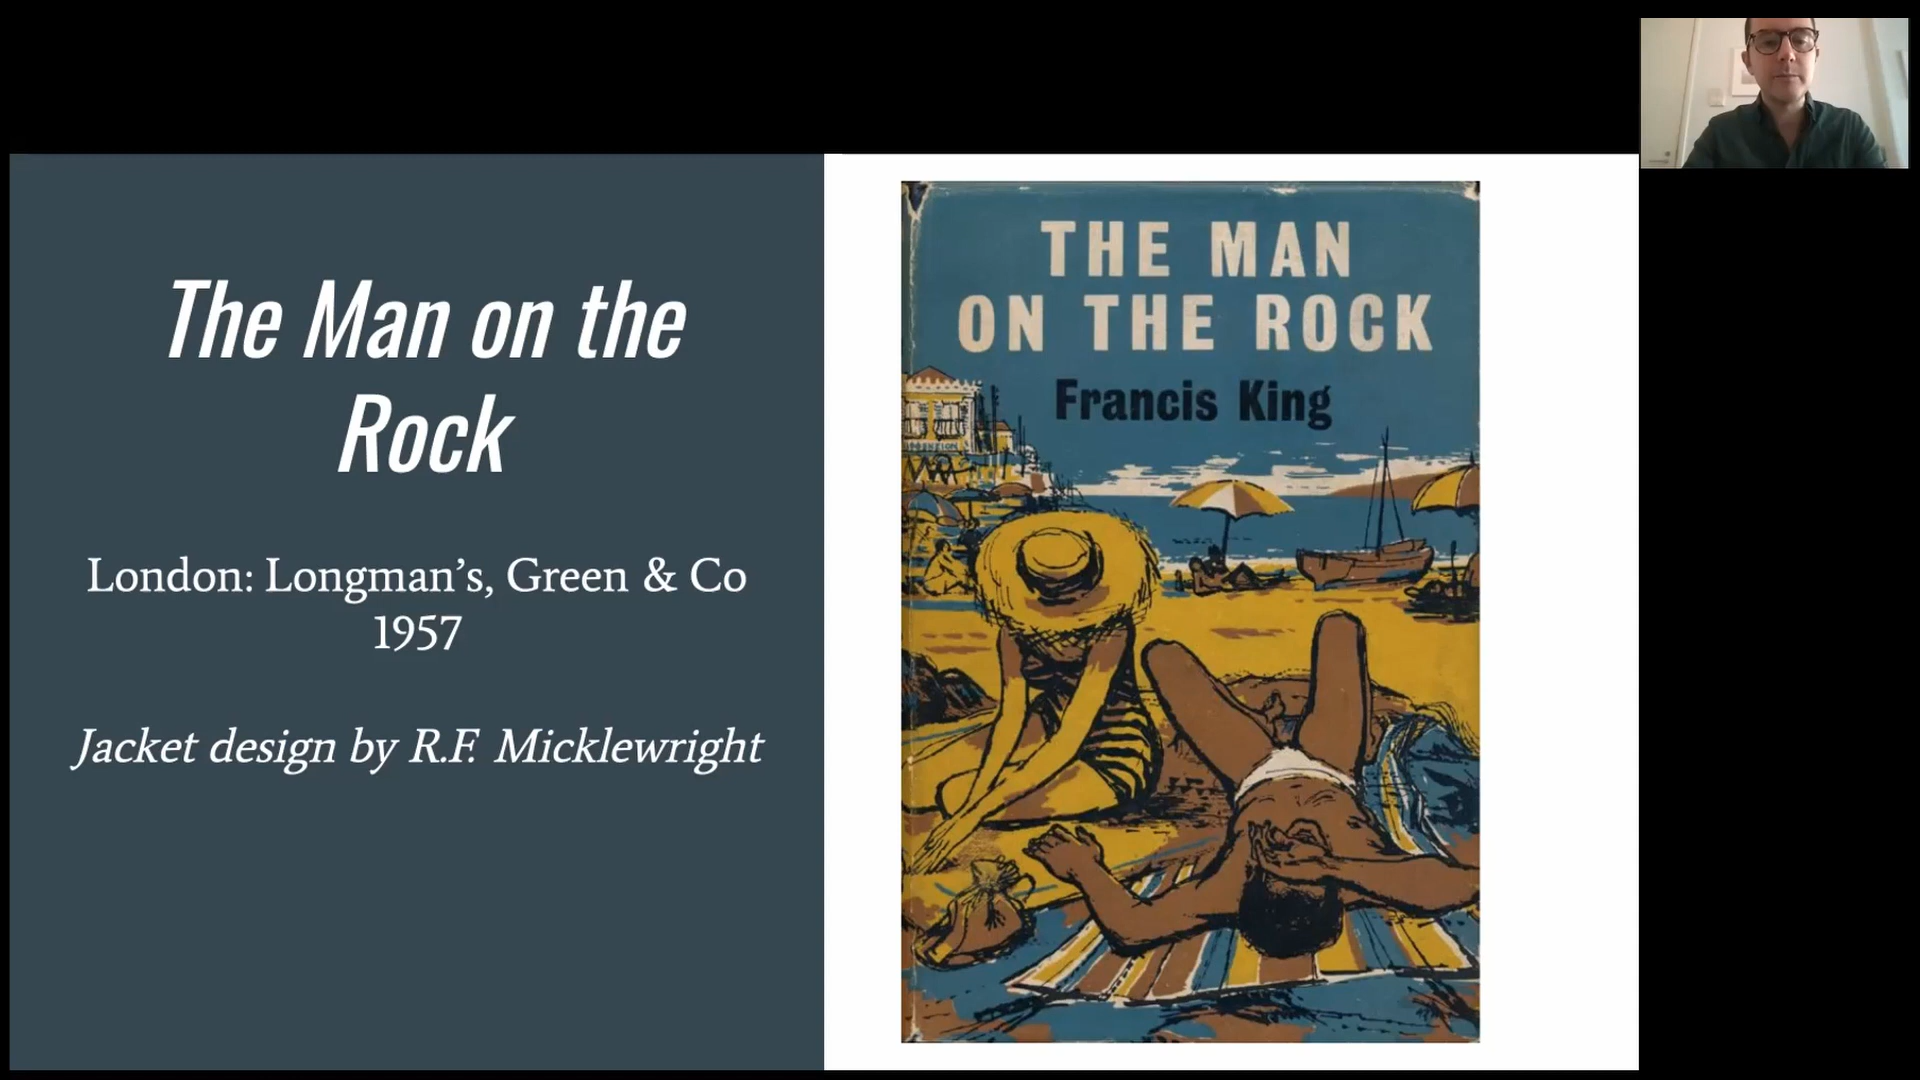 The Man on the
Rock
London: Longman’s, Green & Co
1957
Jacket design by R.F. Micklewright
THE MAN
ON THE ROCK
Francis King